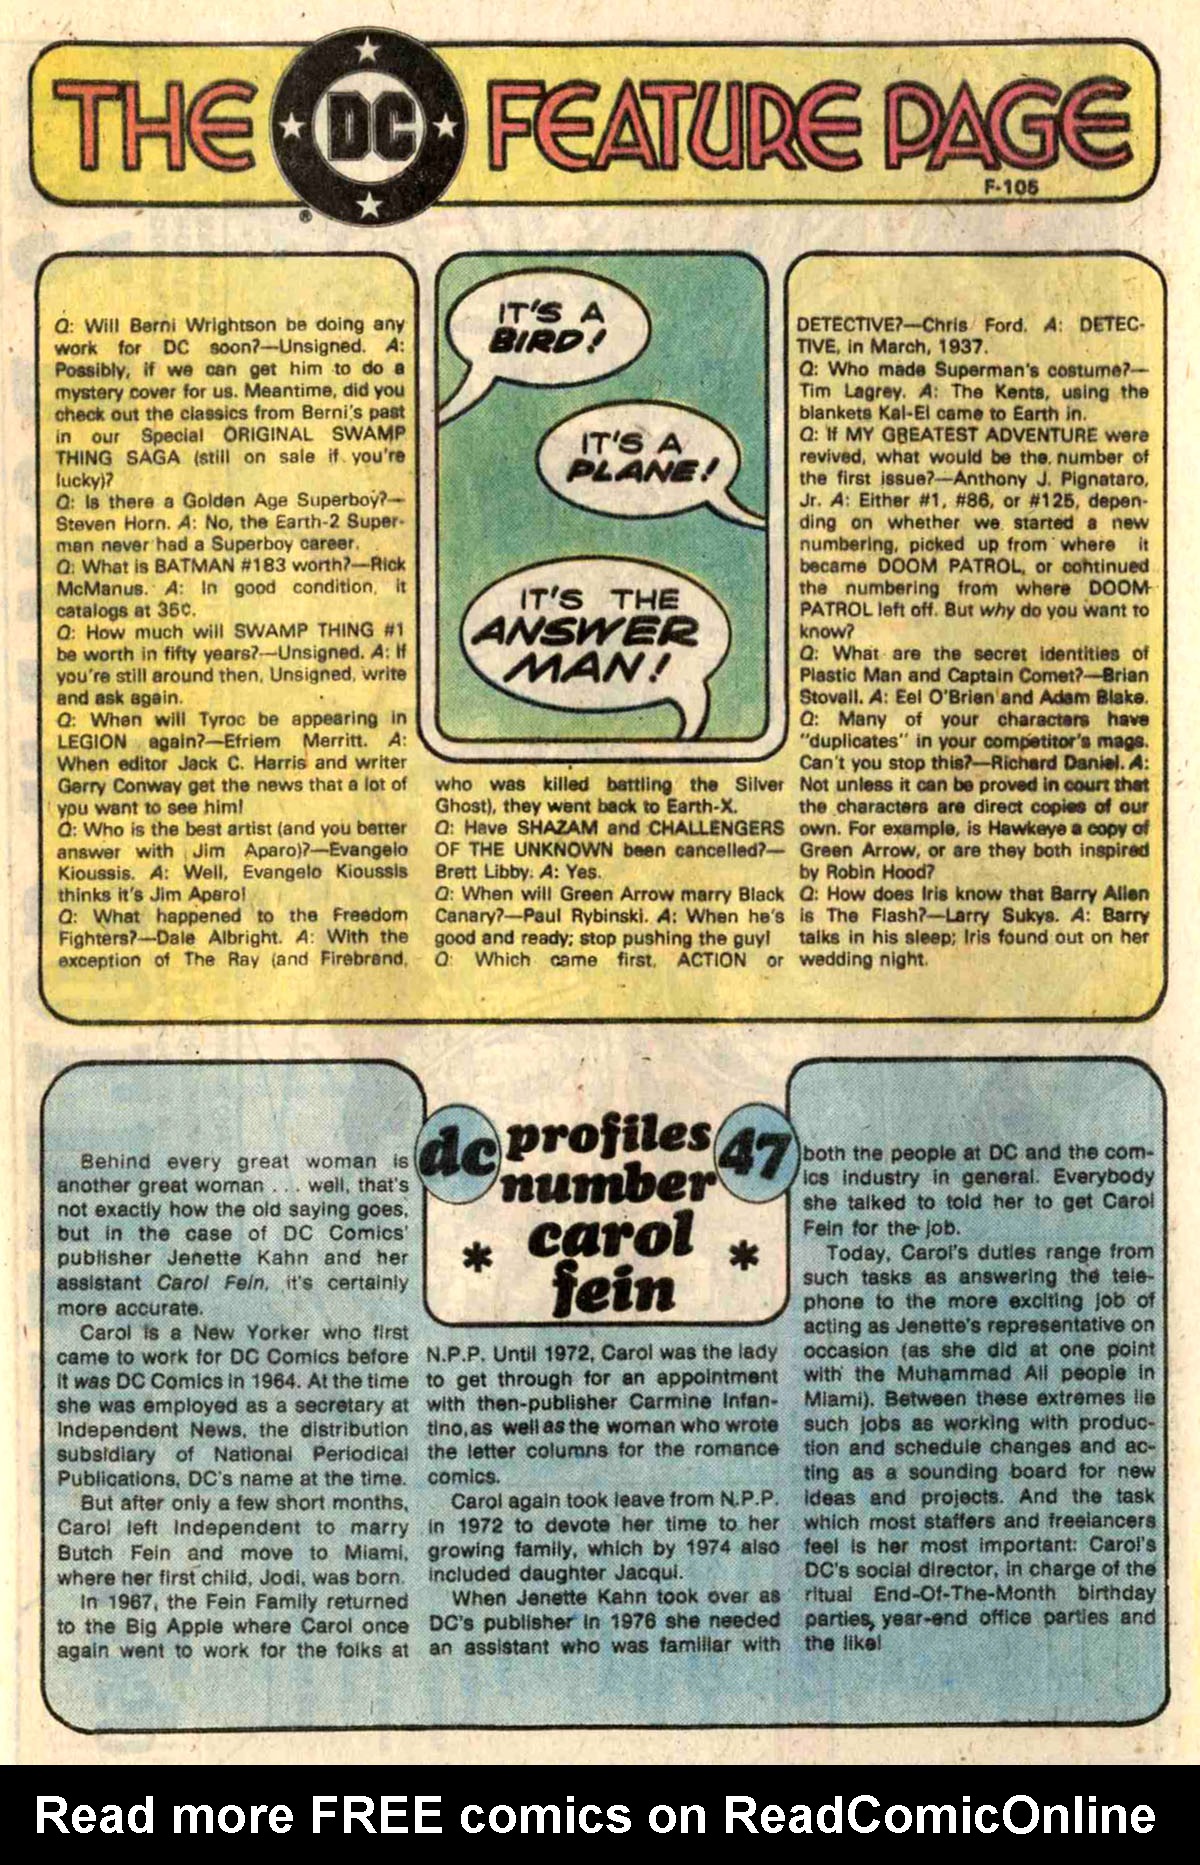 THE DC FEATURE PAGE
F-105
®
Q: Will Berni Wrightson be doing any
work for DC soon?—Unsigned. A:
Possibly, if we can get him to do a
mystery cover for us. Meantime, did you
check out the classics from Berni's past
in our Special ORIGINAL SWAMP
THING SAGA (still on sale if you're
lucky)?
Q: Is there a Golden Age Superboy?—
Steven Horn. A: No, the Earth-2 Super-
man never had a Superboy career.
Q: What is BATMAN #183 worth?—Rick
McManus. A: In good condition, it
catalogs at 35¢.
Q: How much will SWAMP THING #1
be worth in fifty years?—Unsigned. A: If
you're still around then, Unsigned, write
and ask again.
Q: When will Tyroc be appearing in
LEGION again?—Efriem Merritt. A:
When editor Jack C. Harris and writer
Gerry Conway get the news that a lot of
you want to see him!
Q: Who is the best artist (and you better
answer with Jim Aparo)?—Evangelo
Kioussis. A: Well, Evangelo Kioussis
thinks it's Jim Aparo!
Q: What happened to the Freedom
Fighters?—Dale Albright. A: With the
exception of The Ray (and Firebrand,
IT'S A
BIRD!
IT'S A
PLANE!
IT'S THE
ANSWER
MAN!
who was killed battling the Silver
Ghost), they went back to Earth-X.
Q: Have SHAZAM and CHALLENGERS
OF THE UNKNOWN been cancelled?—
Brett Libby. A: Yes.
Q: When will Green Arrow marry Black
Canary?—Paul Rybinski. A: When he's
good and ready; stop pushing the guy!
Q: Which came first, ACTION or
DETECTIVE?—Chris Ford. A: DETEC-
TIVE, in March, 1937.
Q: Who made Superman's costume?—
Tim Lagrey. A: The Kents, using the
blankets Kal-El came to Earth in.
Q: If MY GREATEST ADVENTURE were
revived, what would be the number of
the first issue?—Anthony J. Pignataro,
Jr. A: Either #1, #86, or #125, depen-
ding on whether we started a new
numbering, picked up from where it
became DOOM PATROL, or continued
the numbering from where DOOM
PATROL left off. But why do you want to
know?
Q: What are the secret identities of
Plastic Man and Captain Comet?—Brian
Stovall. A: Eel O'Brien and Adam Blake.
Q: Many of your characters have
"duplicates" in your competitor's mags.
Can't you stop this?—Richard Daniel. A:
Not unless it can be proved in court that
the characters are direct copies of our
own. For example, is Hawkeye a copy of
Green Arrow, or are they both inspired
by Robin Hood?
Q: How does Iris know that Barry Allen
is The Flash?—Larry Sukys. A: Barry
talks in his sleep; Iris found out on her
wedding night.
dc profiles
number 47
* carol *
fein
Behind every great woman is
another great woman . . . well, that's
not exactly how the old saying goes,
but in the case of DC Comics'
publisher Jenette Kahn and her
assistant Carol Fein, it's certainly
more accurate.
Carol is a New Yorker who first
came to work for DC Comics before
it was DC Comics in 1964. At the time
she was employed as a secretary at
Independent News, the distribution
subsidiary of National Periodical
Publications, DC's name at the time.
But after only a few short months,
Carol left Independent to marry
Butch Fein and move to Miami,
where her first child, Jodi, was born.
In 1967, the Fein Family returned
to the Big Apple where Carol once
again went to work for the folks at
N.P.P. Until 1972, Carol was the lady
to get through for an appointment
with then-publisher Carmine Infan-
tino, as well as the woman who wrote
the letter columns for the romance
comics.
Carol again took leave from N.P.P.
in 1972 to devote her time to her
growing family, which by 1974 also
included daughter Jacqui.
When Jenette Kahn took over as
DC's publisher in 1976 she needed
an assistant who was familiar with
both the people at DC and the com-
ics industry in general. Everybody
she talked to told her to get Carol
Fein for the job.
Today, Carol's duties range from
such tasks as answering the tele-
phone to the more exciting job of
acting as Jenette's representative on
occasion (as she did at one point
with the Muhammad Ali people in
Miami). Between these extremes lie
such jobs as working with produc-
tion and schedule changes and ac-
ting as a sounding board for new
ideas and projects. And the task
which most staffers and freelancers
feel is her most important: Carol's
DC's social director, in charge of the
ritual End-Of-The-Month birthday
parties, year-end office parties and
the like!
Read more FREE comics on ReadComicOnline